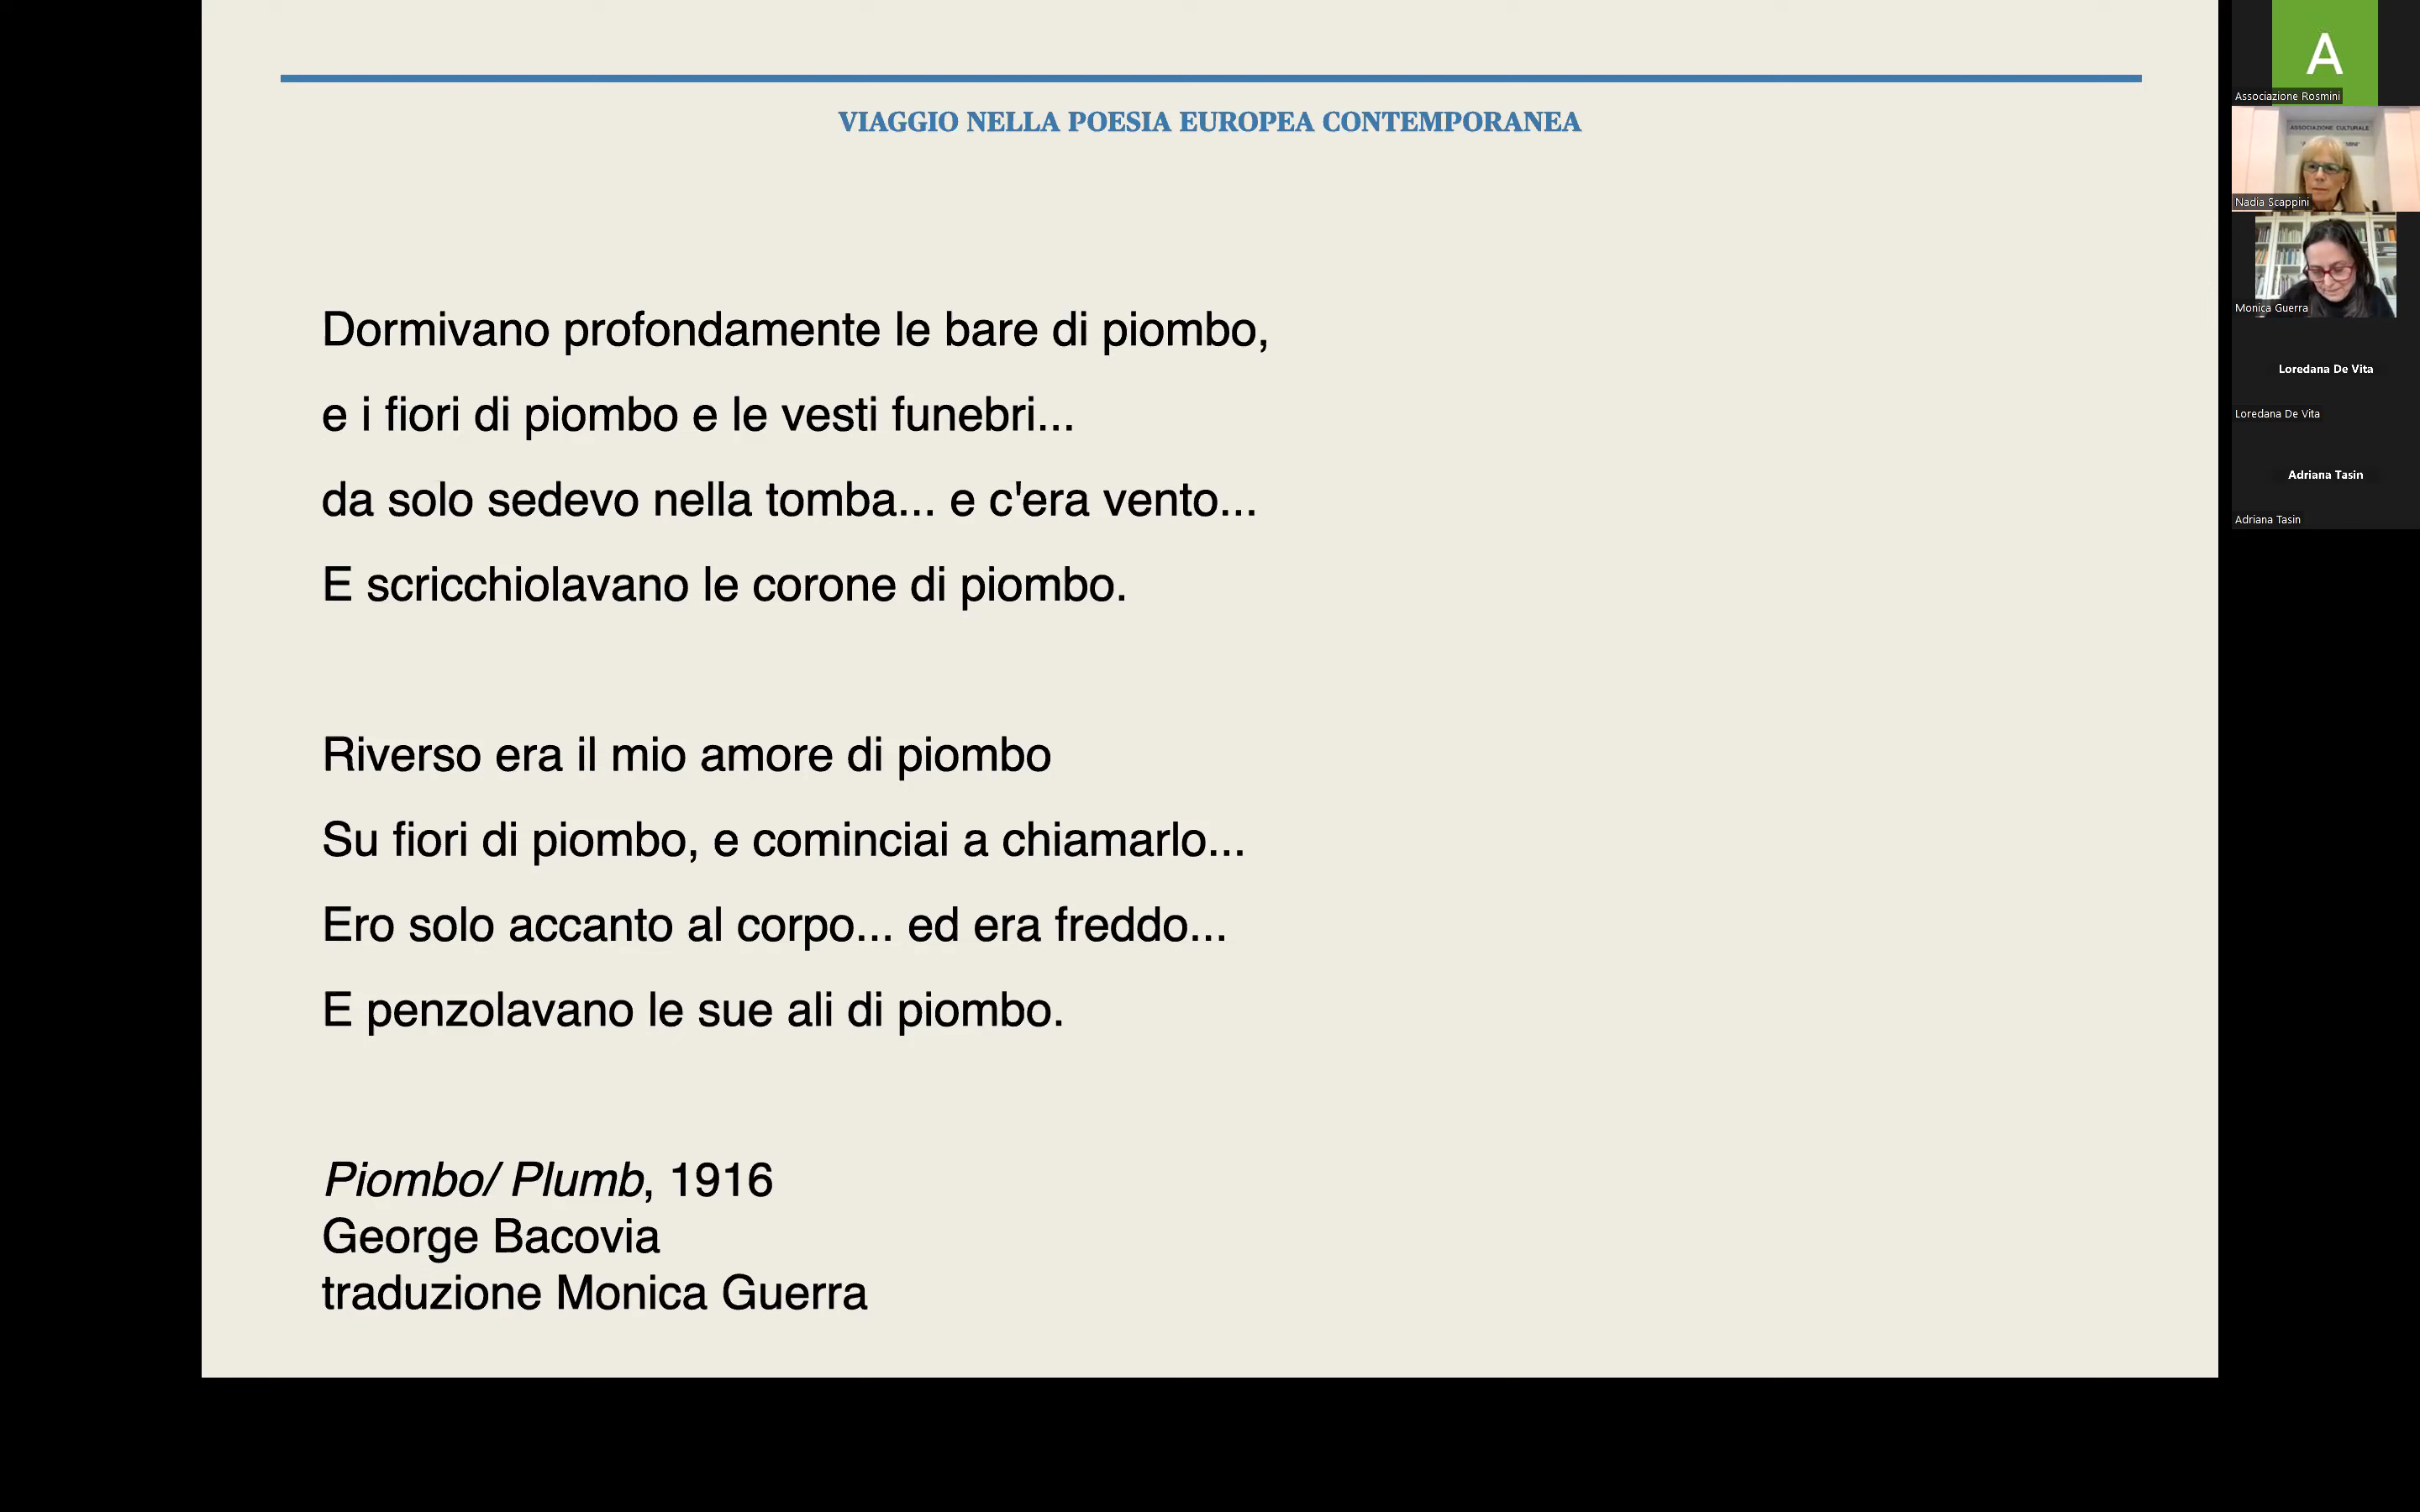 VIAGGIO NELLA POESIA EUROPEA CONTEMPORANEA
Dormivano profondamente le bare di piombo,
e i fiori di piombo e le vesti funebri...
da solo sedevo nella tomba... e c'era vento...
E scricchiolavano le corone di piombo.
Riverso era il mio amore di piombo
Su fiori di piombo, e cominciai a chiamarlo...
Ero solo accanto al corpo... ed era freddo...
E penzolavano le sue ali di piombo.
Piombo/ Plumb, 1916
George Bacovia
traduzione Monica Guerra
A
Associazione Rosmini
ASSOCIAZIONE CULTURALE
Nadia Scappini
Monica Guerra
Loredana De Vita
Loredana De Vita
Adriana Tasin
Adriana Tasin